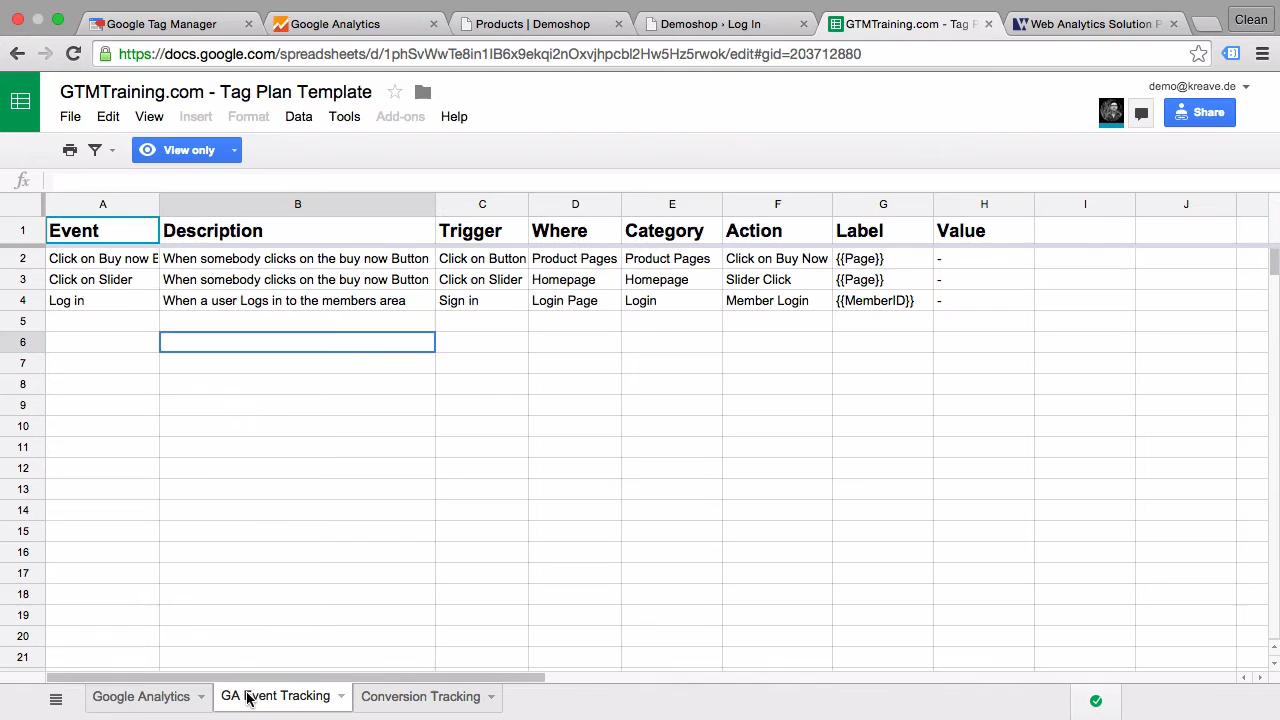 Google Tag Manager
Google Analytics
Products | Demoshop
Demoshop › Log In
GTMTraining.com - Tag P
Web Analytics Solution P
Clean
https://docs.google.com/spreadsheets/d/1phSvWwTe8in1IB6x9ekqi2nOxvjhpcbl2Hw5Hz5rwok/edit#gid=203712880
GTMTraining.com - Tag Plan Template
demo@kreave.de
File Edit View Insert Format Data Tools Add-ons Help
Share
View only
fx
A B C D E F G H I J
1 Event Description Trigger Where Category Action Label Value
2 Click on Buy now B When somebody clicks on the buy now Button Click on Button Product Pages Product Pages Click on Buy Now {{Page}} -
3 Click on Slider When somebody clicks on the buy now Button Click on Slider Homepage Homepage Slider Click {{Page}} -
4 Log in When a user Logs in to the members area Sign in Login Page Login Member Login {{MemberID}} -
5
6
7
8
9
10
11
12
13
14
15
16
17
18
19
20
21
Google Analytics GA Event Tracking Conversion Tracking